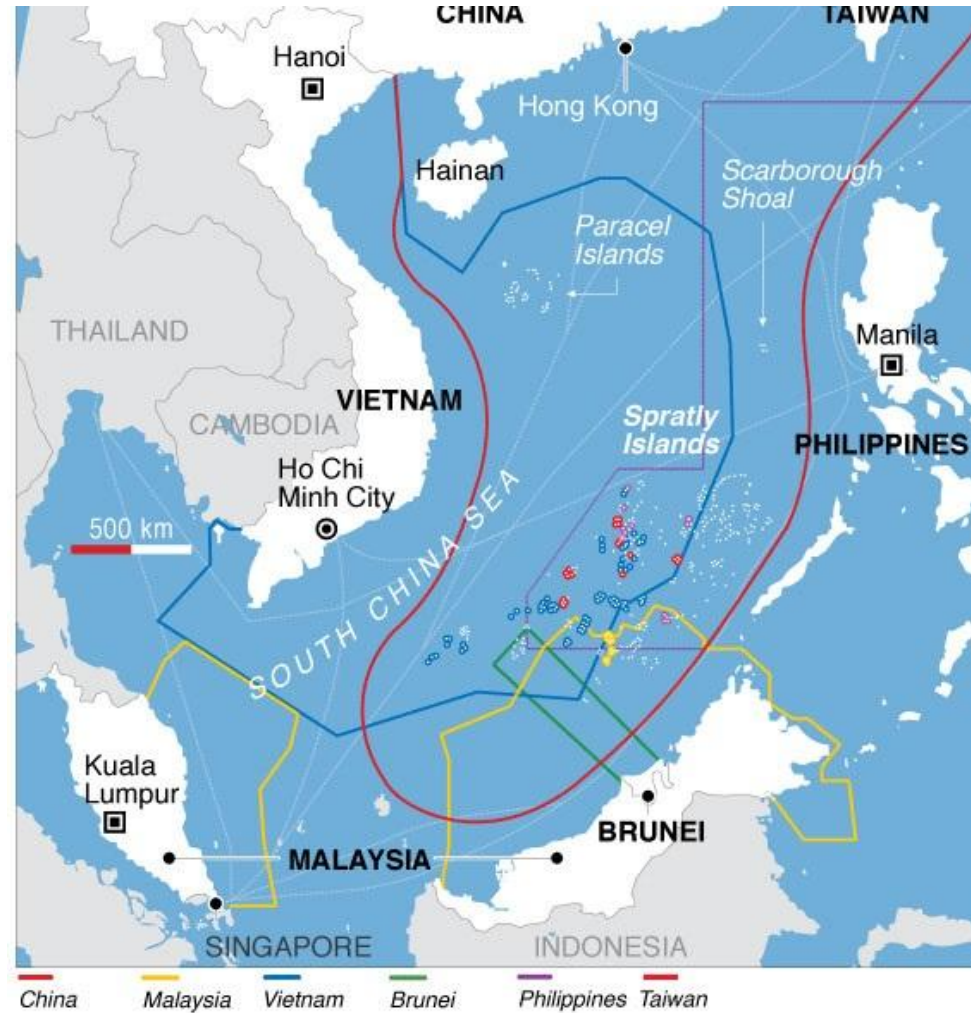 CHINA
TAIWAN
Hanoi
Hong Kong
Hainan
Scarborough
Shoal
Paracel
Islands
THAILAND
Manila
VIETNAM
CAMBODIA
Spratly
Islands
PHILIPPINES
Ho Chi
Minh City
500 km
SOUTH CHINA SEA
Kuala
Lumpur
BRUNEI
MALAYSIA
SINGAPORE
INDONESIA
China
Malaysia
Vietnam
Brunei
Philippines
Taiwan